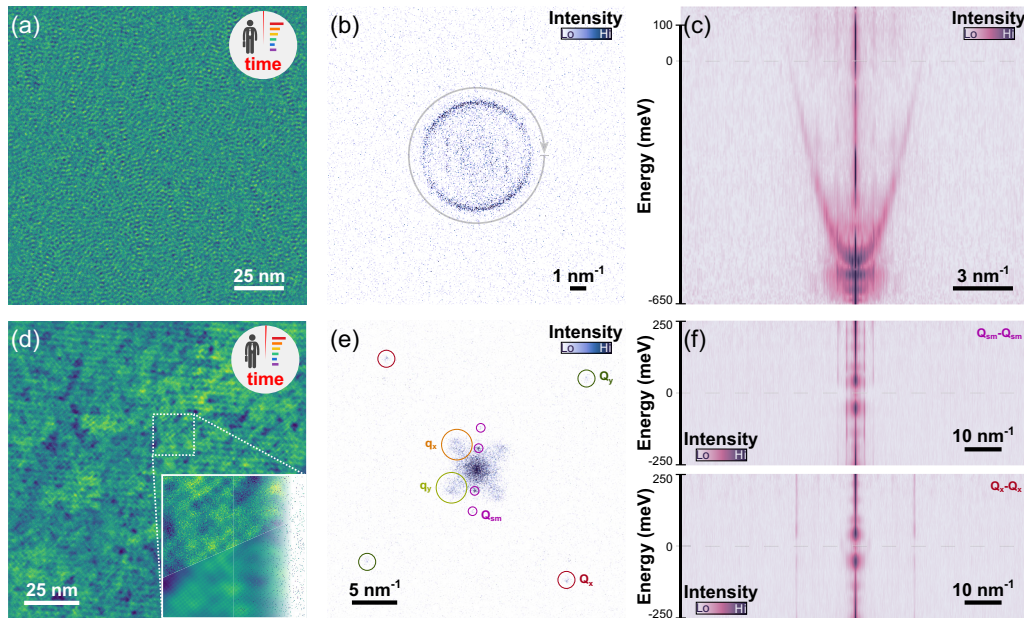 (a)
time
25 nm
(b)
Intensity
Lo Hi
1 nm⁻¹
(c)
Intensity
Lo Hi
150
0
-650
Energy (meV)
3 nm⁻¹
(d)
time
25 nm
(e)
Intensity
Lo Hi
Qy
qx
qy
Qsm
Qx
5 nm⁻¹
(f)
Qsm-Qsm
250
0
-250
Energy (meV)
Intensity
Lo Hi
10 nm⁻¹
Qx-Qx
250
0
-250
Energy (meV)
Intensity
Lo Hi
10 nm⁻¹